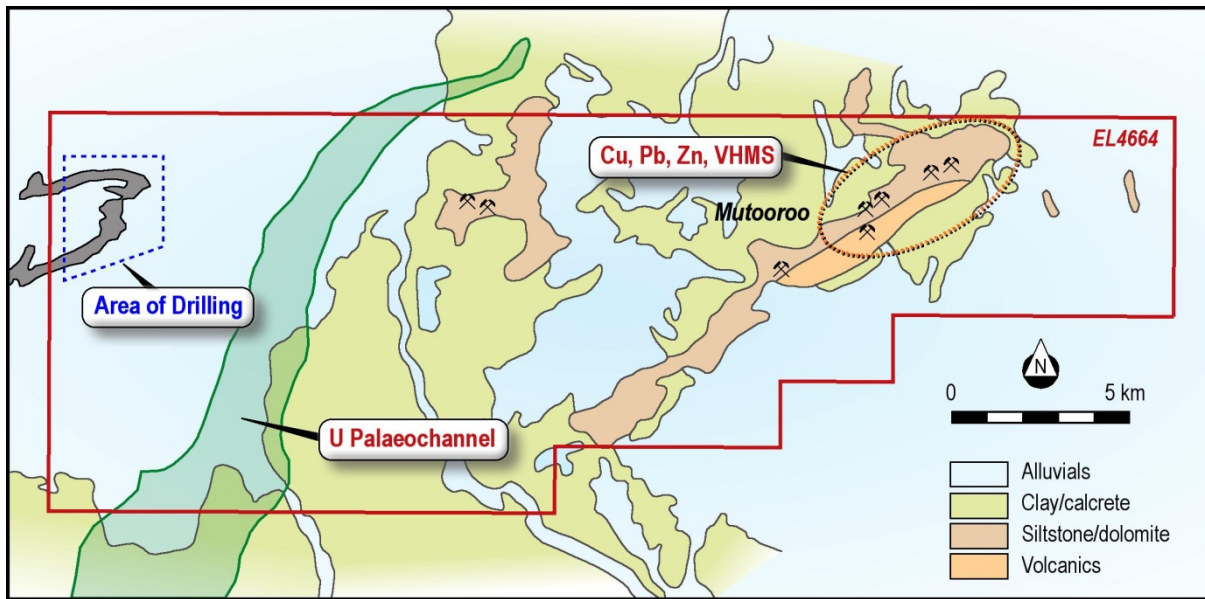 EL4664
Cu, Pb, Zn, VHMS
Mutooroo
Area of Drilling
U Palaeochannel
N
0 5 km
Alluvials
Clay/calcrete
Siltstone/dolomite
Volcanics